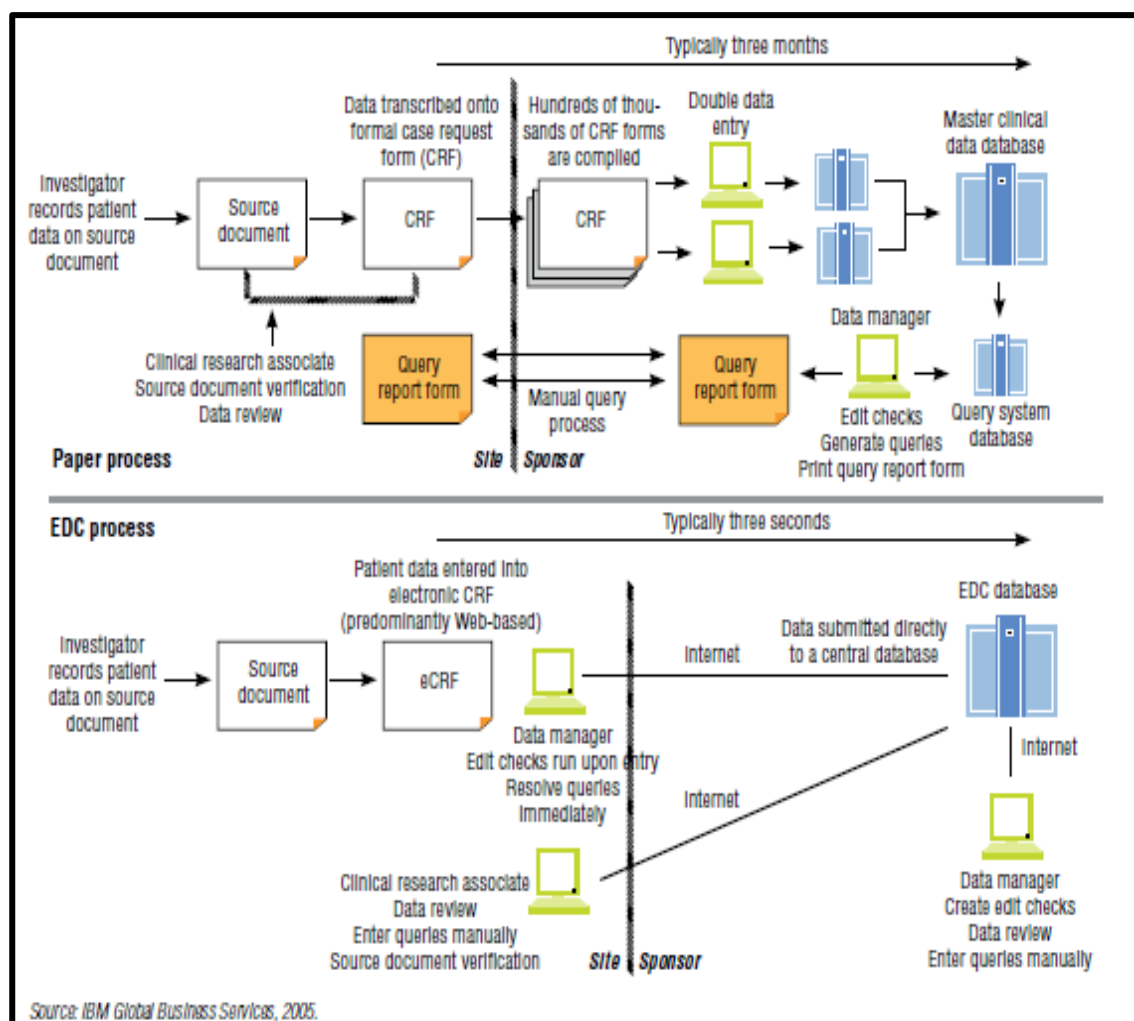 Typically three months
Data transcribed onto
formal case request
form (CRF)
Hundreds of thou-
sands of CRF forms
are compiled
Double data
entry
Master clinical
data database
Investigator
records patient
data on source
document
Source
document
CRF
CRF
Clinical research associate
Source document verification
Data review
Query
report form
Manual query
process
Query
report form
Data manager
Edit checks
Generate queries
Print query report form
Query system
database
Paper process
Site
Sponsor
EDC process
Typically three seconds
Patient data entered into
electronic CRF
(predominantly Web-based)
EDC database
Investigator
records patient
data on source
document
Source
document
eCRF
Internet
Data submitted directly
to a central database
Data manager
Edit checks run upon entry
Resolve queries
Immediately
Internet
Internet
Clinical research associate
Data review
Enter queries manually
Source document verification
Data manager
Create edit checks
Data review
Enter queries manually
Site
Sponsor
Source: IBM Global Business Services, 2005.